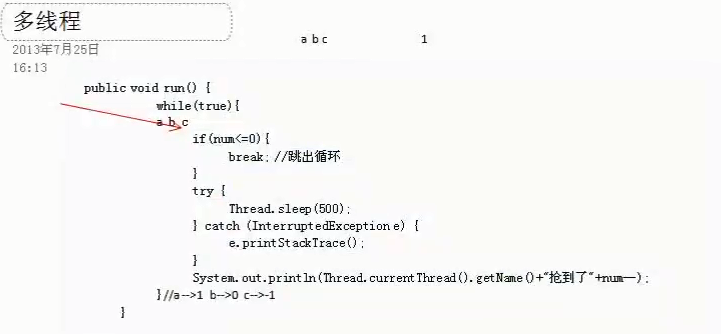 多线程
2013年7月25日
16:13
a b c 1
public void run() {
while(true){
a b c
if(num<=0){
break; //跳出循环
}
try {
Thread.sleep(500);
} catch (InterruptedException e) {
e.printStackTrace();
}
System.out.println(Thread.currentThread().getName()+"抢到了"+num--);
}//a-->1 b-->0 c-->-1
}